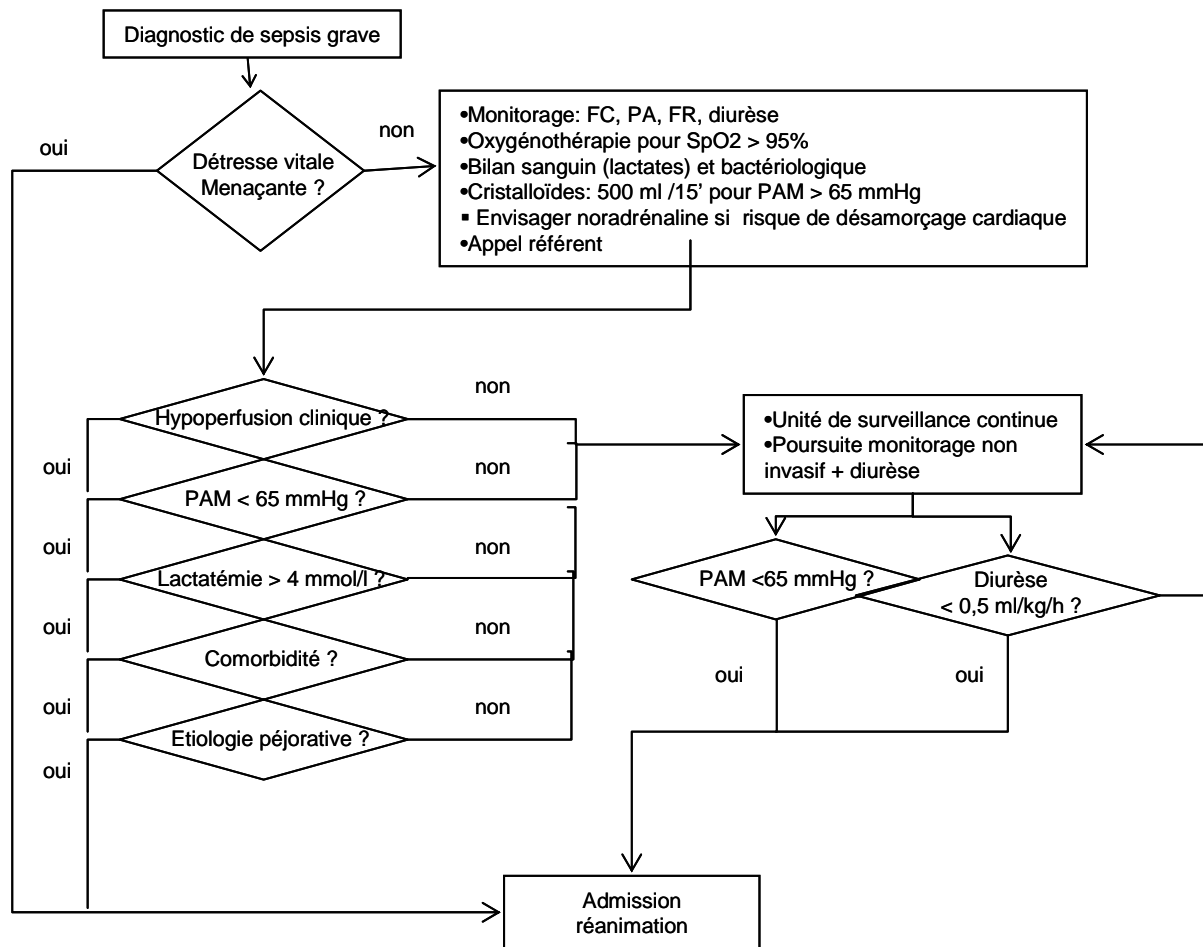 Diagnostic de sepsis grave
oui
non
Détresse vitale
Menaçante ?
•Monitorage: FC, PA, FR, diurèse
•Oxygénothérapie pour SpO2 > 95%
•Bilan sanguin (lactates) et bactériologique
•Cristalloïdes: 500 ml /15’ pour PAM > 65 mmHg
▪ Envisager noradrénaline si risque de désamorçage cardiaque
•Appel référent
non
Hypoperfusion clinique ?
oui
non
PAM < 65 mmHg ?
oui
non
Lactatémie > 4 mmol/l ?
oui
non
Comorbidité ?
oui
non
Etiologie péjorative ?
oui
•Unité de surveillance continue
•Poursuite monitorage non
invasif + diurèse
PAM <65 mmHg ?
Diurèse
< 0,5 ml/kg/h ?
oui
oui
Admission
réanimation